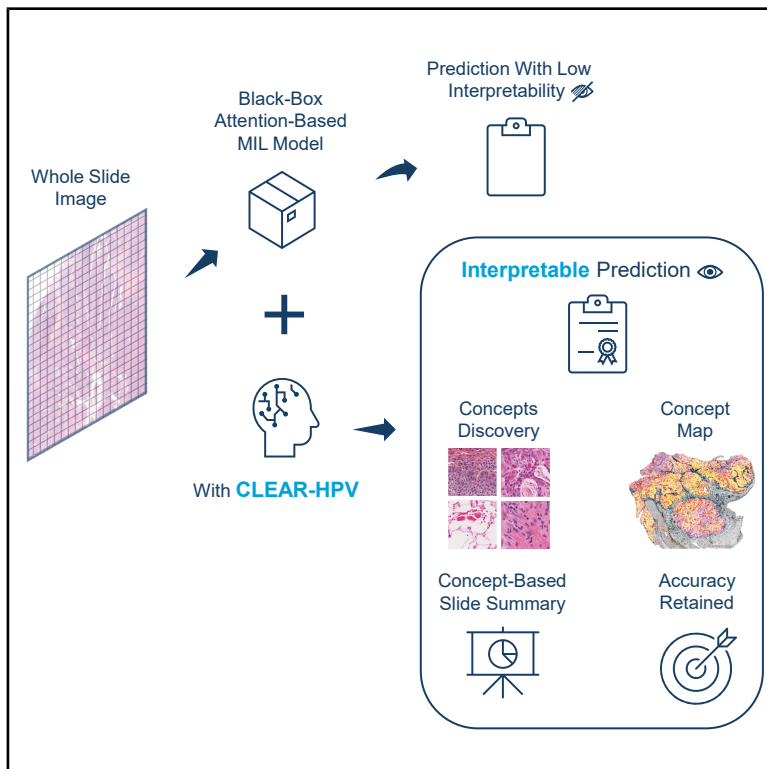 Whole Slide
Image
Black-Box
Attention-Based
MIL Model
Prediction With Low
Interpretability
With CLEAR-HPV
Interpretable Prediction
Concepts
Discovery
Concept
Map
Concept-Based
Slide Summary
Accuracy
Retained